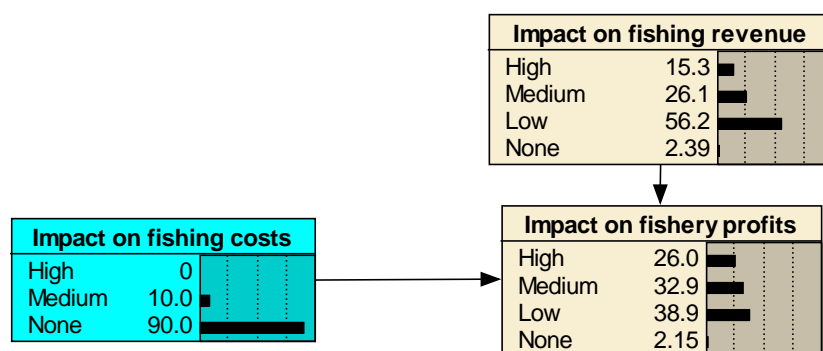 Impact on fishing revenue
High 15.3
Medium 26.1
Low 56.2
None 2.39
Impact on fishing costs
High 0
Medium 10.0
None 90.0
Impact on fishery profits
High 26.0
Medium 32.9
Low 38.9
None 2.15